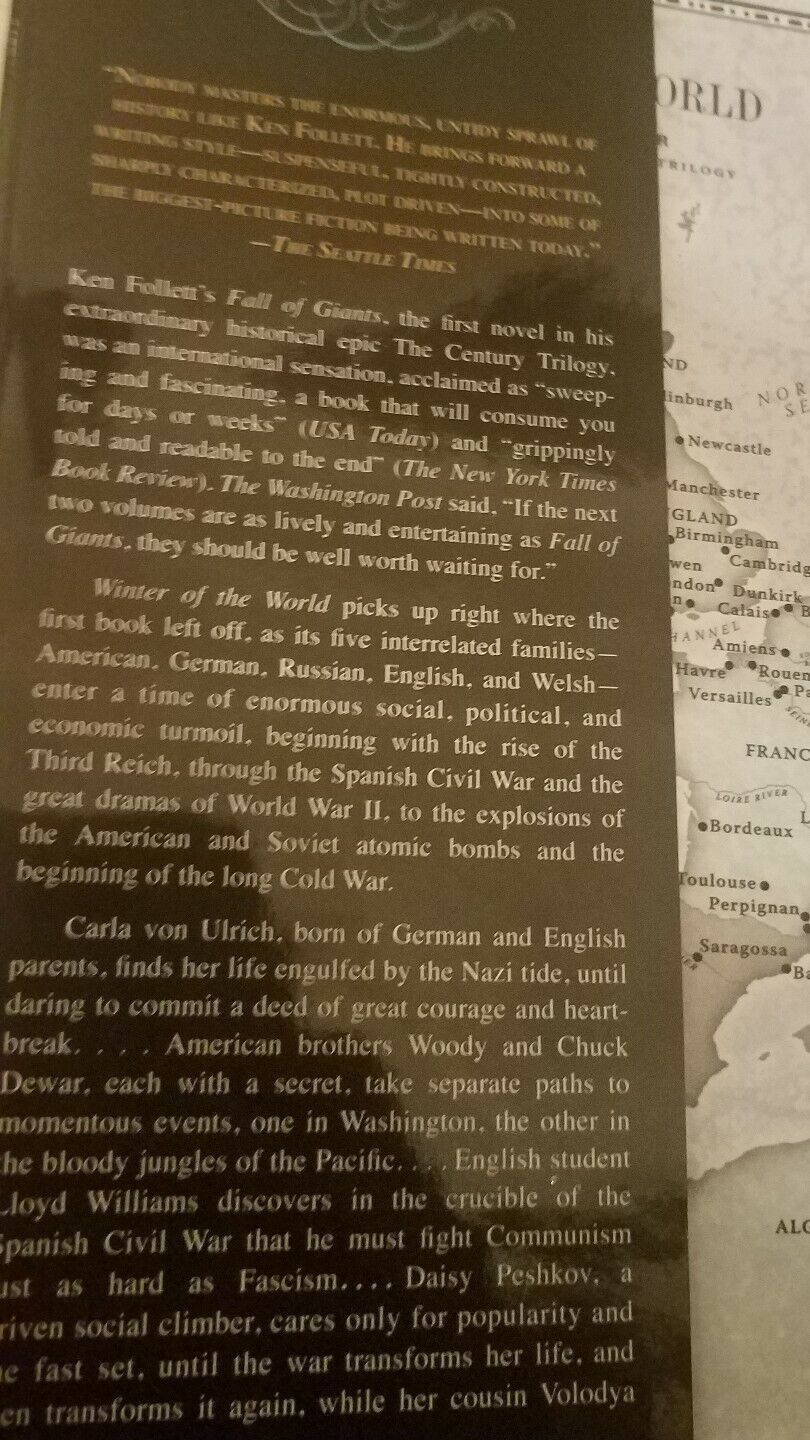 "NOBODY MASTERS THE ENORMOUS, UNTIDY SPRAWL OF
HISTORY LIKE KEN FOLLETT. HE BRINGS FORWARD A
WRITING STYLE—SUSPENSEFUL, TIGHTLY CONSTRUCTED,
SHARPLY CHARACTERIZED, PLOT DRIVEN—INTO SOME OF
THE BIGGEST-PICTURE FICTION BEING WRITTEN TODAY."
—THE SEATTLE TIMES
Ken Follett's Fall of Giants, the first novel in his
extraordinary historical epic The Century Trilogy,
was an international sensation, acclaimed as "sweep-
ing and fascinating, a book that will consume you
for days or weeks" (USA Today) and "grippingly
told and readable to the end" (The New York Times
Book Review). The Washington Post said, "If the next
two volumes are as lively and entertaining as Fall of
Giants, they should be well worth waiting for."
Winter of the World picks up right where the
first book left off, as its five interrelated families—
American, German, Russian, English, and Welsh—
enter a time of enormous social, political, and
economic turmoil, beginning with the rise of the
Third Reich, through the Spanish Civil War and the
great dramas of World War II, to the explosions of
the American and Soviet atomic bombs and the
beginning of the long Cold War.
Carla von Ulrich, born of German and English
parents, finds her life engulfed by the Nazi tide, until
daring to commit a deed of great courage and heart-
break. . . . American brothers Woody and Chuck
Dewar, each with a secret, take separate paths to
momentous events, one in Washington, the other in
he bloody jungles of the Pacific. . . . English student
Lloyd Williams discovers in the crucible of the
Spanish Civil War that he must fight Communism
ust as hard as Fascism. . . . Daisy Peshkov, a
riven social climber, cares only for popularity and
e fast set, until the war transforms her life, and
en transforms it again, while her cousin Volodya
ORLD
R
TRILOGY
ND
NOR
SE
inburgh
Newcastle
Manchester
GLAND
Birmingham
Cambridg
wen
ndon
Dunkirk
n
Calais
B
HANNEL
Amiens
Havre
Rouen
Pa
Versailles
SEINE
FRANC
LOIRE RIVER
L
Bordeaux
Toulouse
Perpignan
Saragossa
Ba
ALG